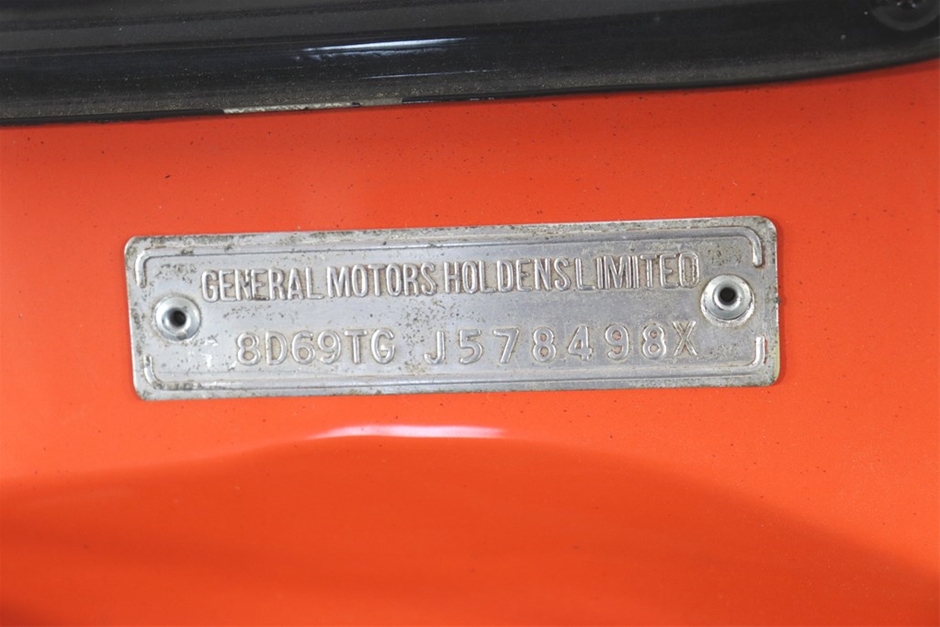 GENERAL MOTORS HOLDENS LIMITED
8D69TG J578498X